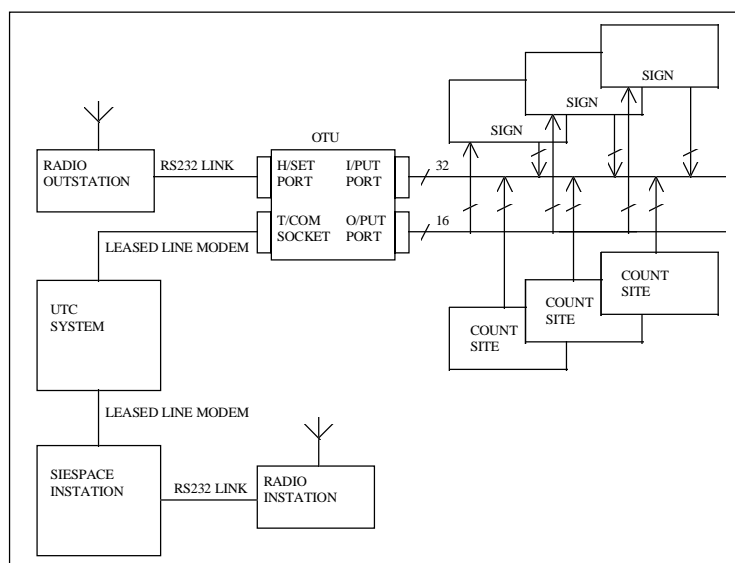 SIGN
SIGN
SIGN
OTU
RADIO
OUTSTATION
RS232 LINK
H/SET
PORT
I/PUT
PORT
32
T/COM
SOCKET
O/PUT
PORT
16
LEASED LINE MODEM
UTC
SYSTEM
COUNT
SITE
COUNT
SITE
COUNT
SITE
LEASED LINE MODEM
SIESPACE
INSTATION
RS232 LINK
RADIO
INSTATION